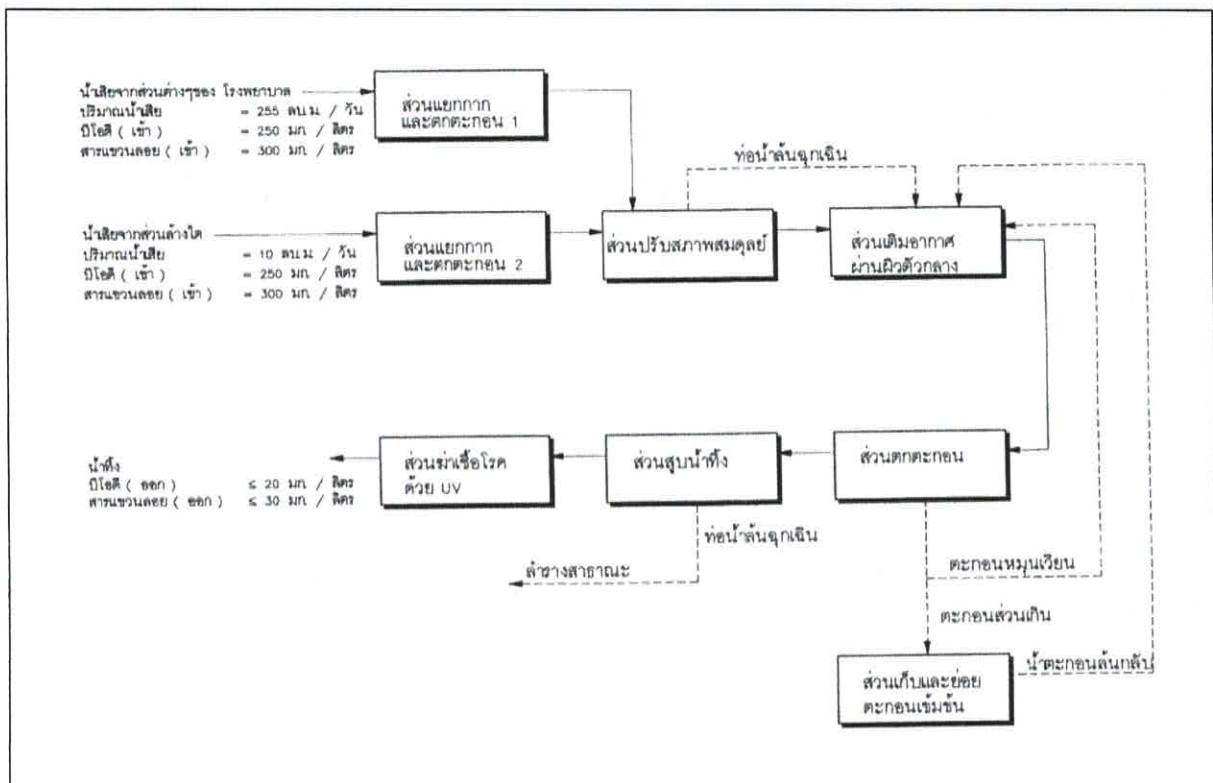 น้ำเสียจากส่วนต่างๆของ โรงพยาบาล
ปริมาณน้ำเสีย = 255 ลบ.ม. / วัน
บีโอดี ( เข้า ) = 250 มก. / ลิตร
สารแขวนลอย ( เข้า ) = 300 มก. / ลิตร
ส่วนแยกกาก
และตกตะกอน 1
ท่อน้ำล้นฉุกเฉิน
น้ำเสียจากส่วนล้างไต
ปริมาณน้ำเสีย = 10 ลบ.ม. / วัน
บีโอดี ( เข้า ) = 250 มก. / ลิตร
สารแขวนลอย ( เข้า ) = 300 มก. / ลิตร
ส่วนแยกกาก
และตกตะกอน 2
ส่วนปรับสภาพสมดุลย์
ส่วนเติมอากาศ
ผ่านผิวตัวกลาง
น้ำทิ้ง
บีโอดี ( ออก ) ≤ 20 มก. / ลิตร
สารแขวนลอย ( ออก ) ≤ 30 มก. / ลิตร
ส่วนฆ่าเชื้อโรค
ด้วย UV
ส่วนสูบน้ำทิ้ง
ส่วนตกตะกอน
ท่อน้ำล้นฉุกเฉิน
ลำรางสาธาณะ
ตะกอนหมุนเวียน
ตะกอนส่วนเกิน
ส่วนเก็บและย่อย
ตะกอนเข้มข้น
น้ำตะกอนล้นกลับ